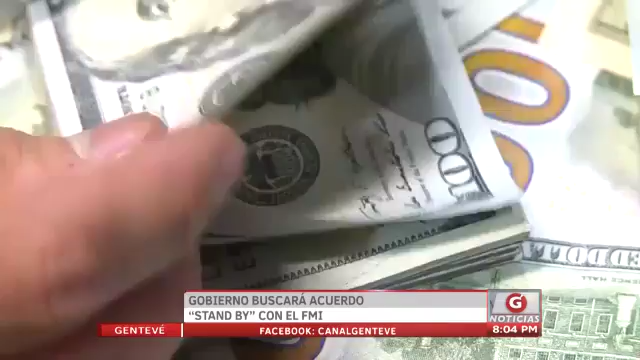 100
GOBIERNO BUSCARÁ ACUERDO
"STAND BY" CON EL FMI
G
NOTICIAS
GENTEVÉ
FACEBOOK: CANALGENTEVE
8:04 PM